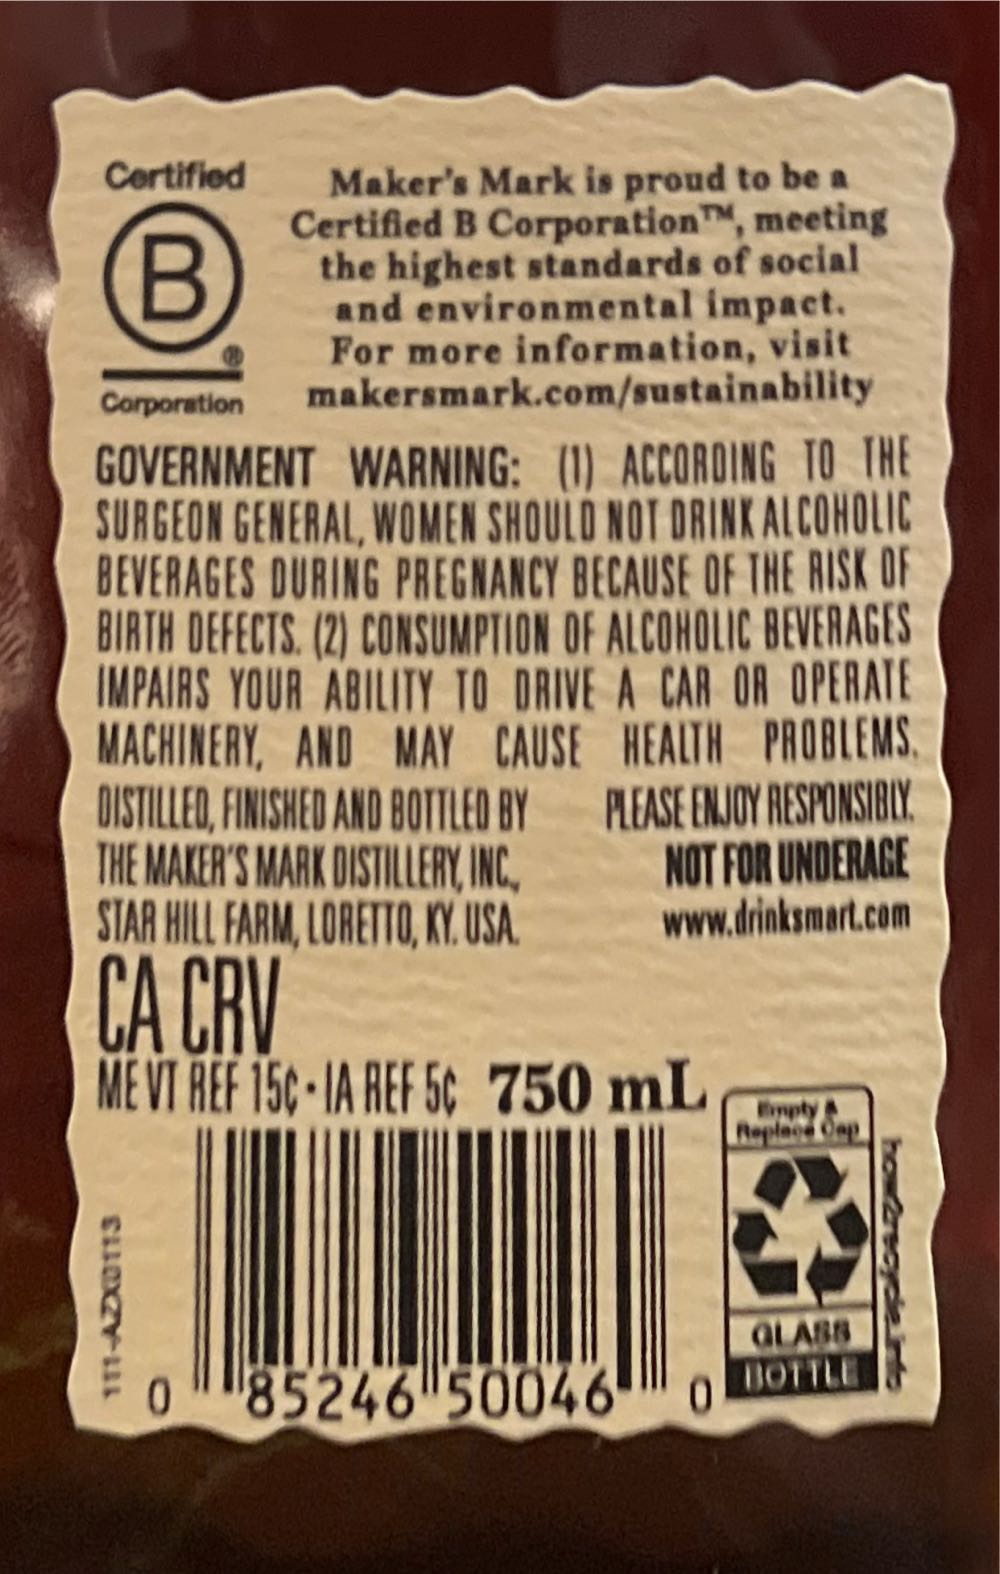 Certified
B
®
Corporation
Maker's Mark is proud to be a
Certified B Corporation™, meeting
the highest standards of social
and environmental impact.
For more information, visit
makersmark.com/sustainability
GOVERNMENT WARNING: (1) ACCORDING TO THE
SURGEON GENERAL, WOMEN SHOULD NOT DRINK ALCOHOLIC
BEVERAGES DURING PREGNANCY BECAUSE OF THE RISK OF
BIRTH DEFECTS. (2) CONSUMPTION OF ALCOHOLIC BEVERAGES
IMPAIRS YOUR ABILITY TO DRIVE A CAR OR OPERATE
MACHINERY, AND MAY CAUSE HEALTH PROBLEMS.
DISTILLED, FINISHED AND BOTTLED BY
THE MAKER'S MARK DISTILLERY, INC.,
STAR HILL FARM, LORETTO, KY. USA.
PLEASE ENJOY RESPONSIBLY.
NOT FOR UNDERAGE
www.drinksmart.com
CA CRV
ME VT REF 15¢ • IA REF 5¢ 750 mL
111-AZX0113
0 85246 50046 0
Empty &
Replace Cap
GLASS
BOTTLE
how2recycle.info